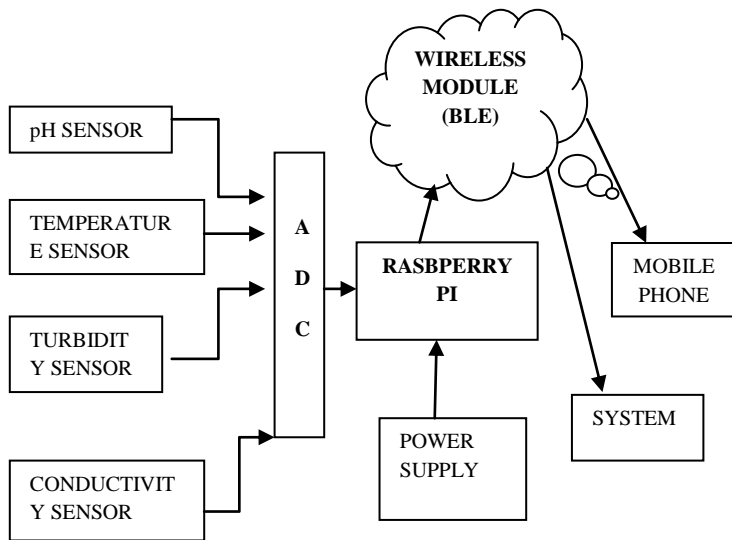 WIRELESS
MODULE
(BLE)
pH SENSOR
TEMPERATUR
E SENSOR
TURBIDIT
Y SENSOR
CONDUCTIVIT
Y SENSOR
A
D
C
RASBPERRY
PI
POWER
SUPPLY
MOBILE
PHONE
SYSTEM